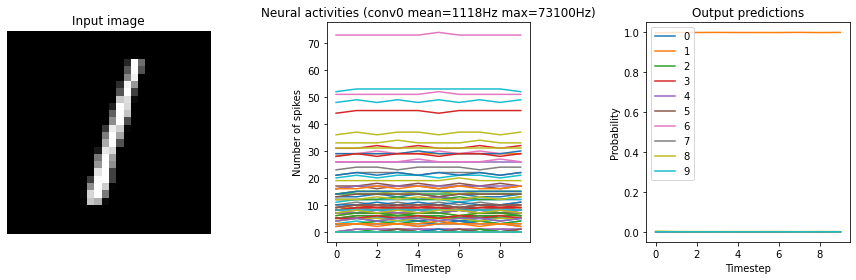 Input image
Neural activities (conv0 mean=1118Hz max=73100Hz)
Number of spikes
70
60
50
40
30
20
10
0
0 2 4 6 8
Timestep
Output predictions
Probability
1.0
0.8
0.6
0.4
0.2
0.0
0
1
2
3
4
5
6
7
8
9
0 2 4 6 8
Timestep